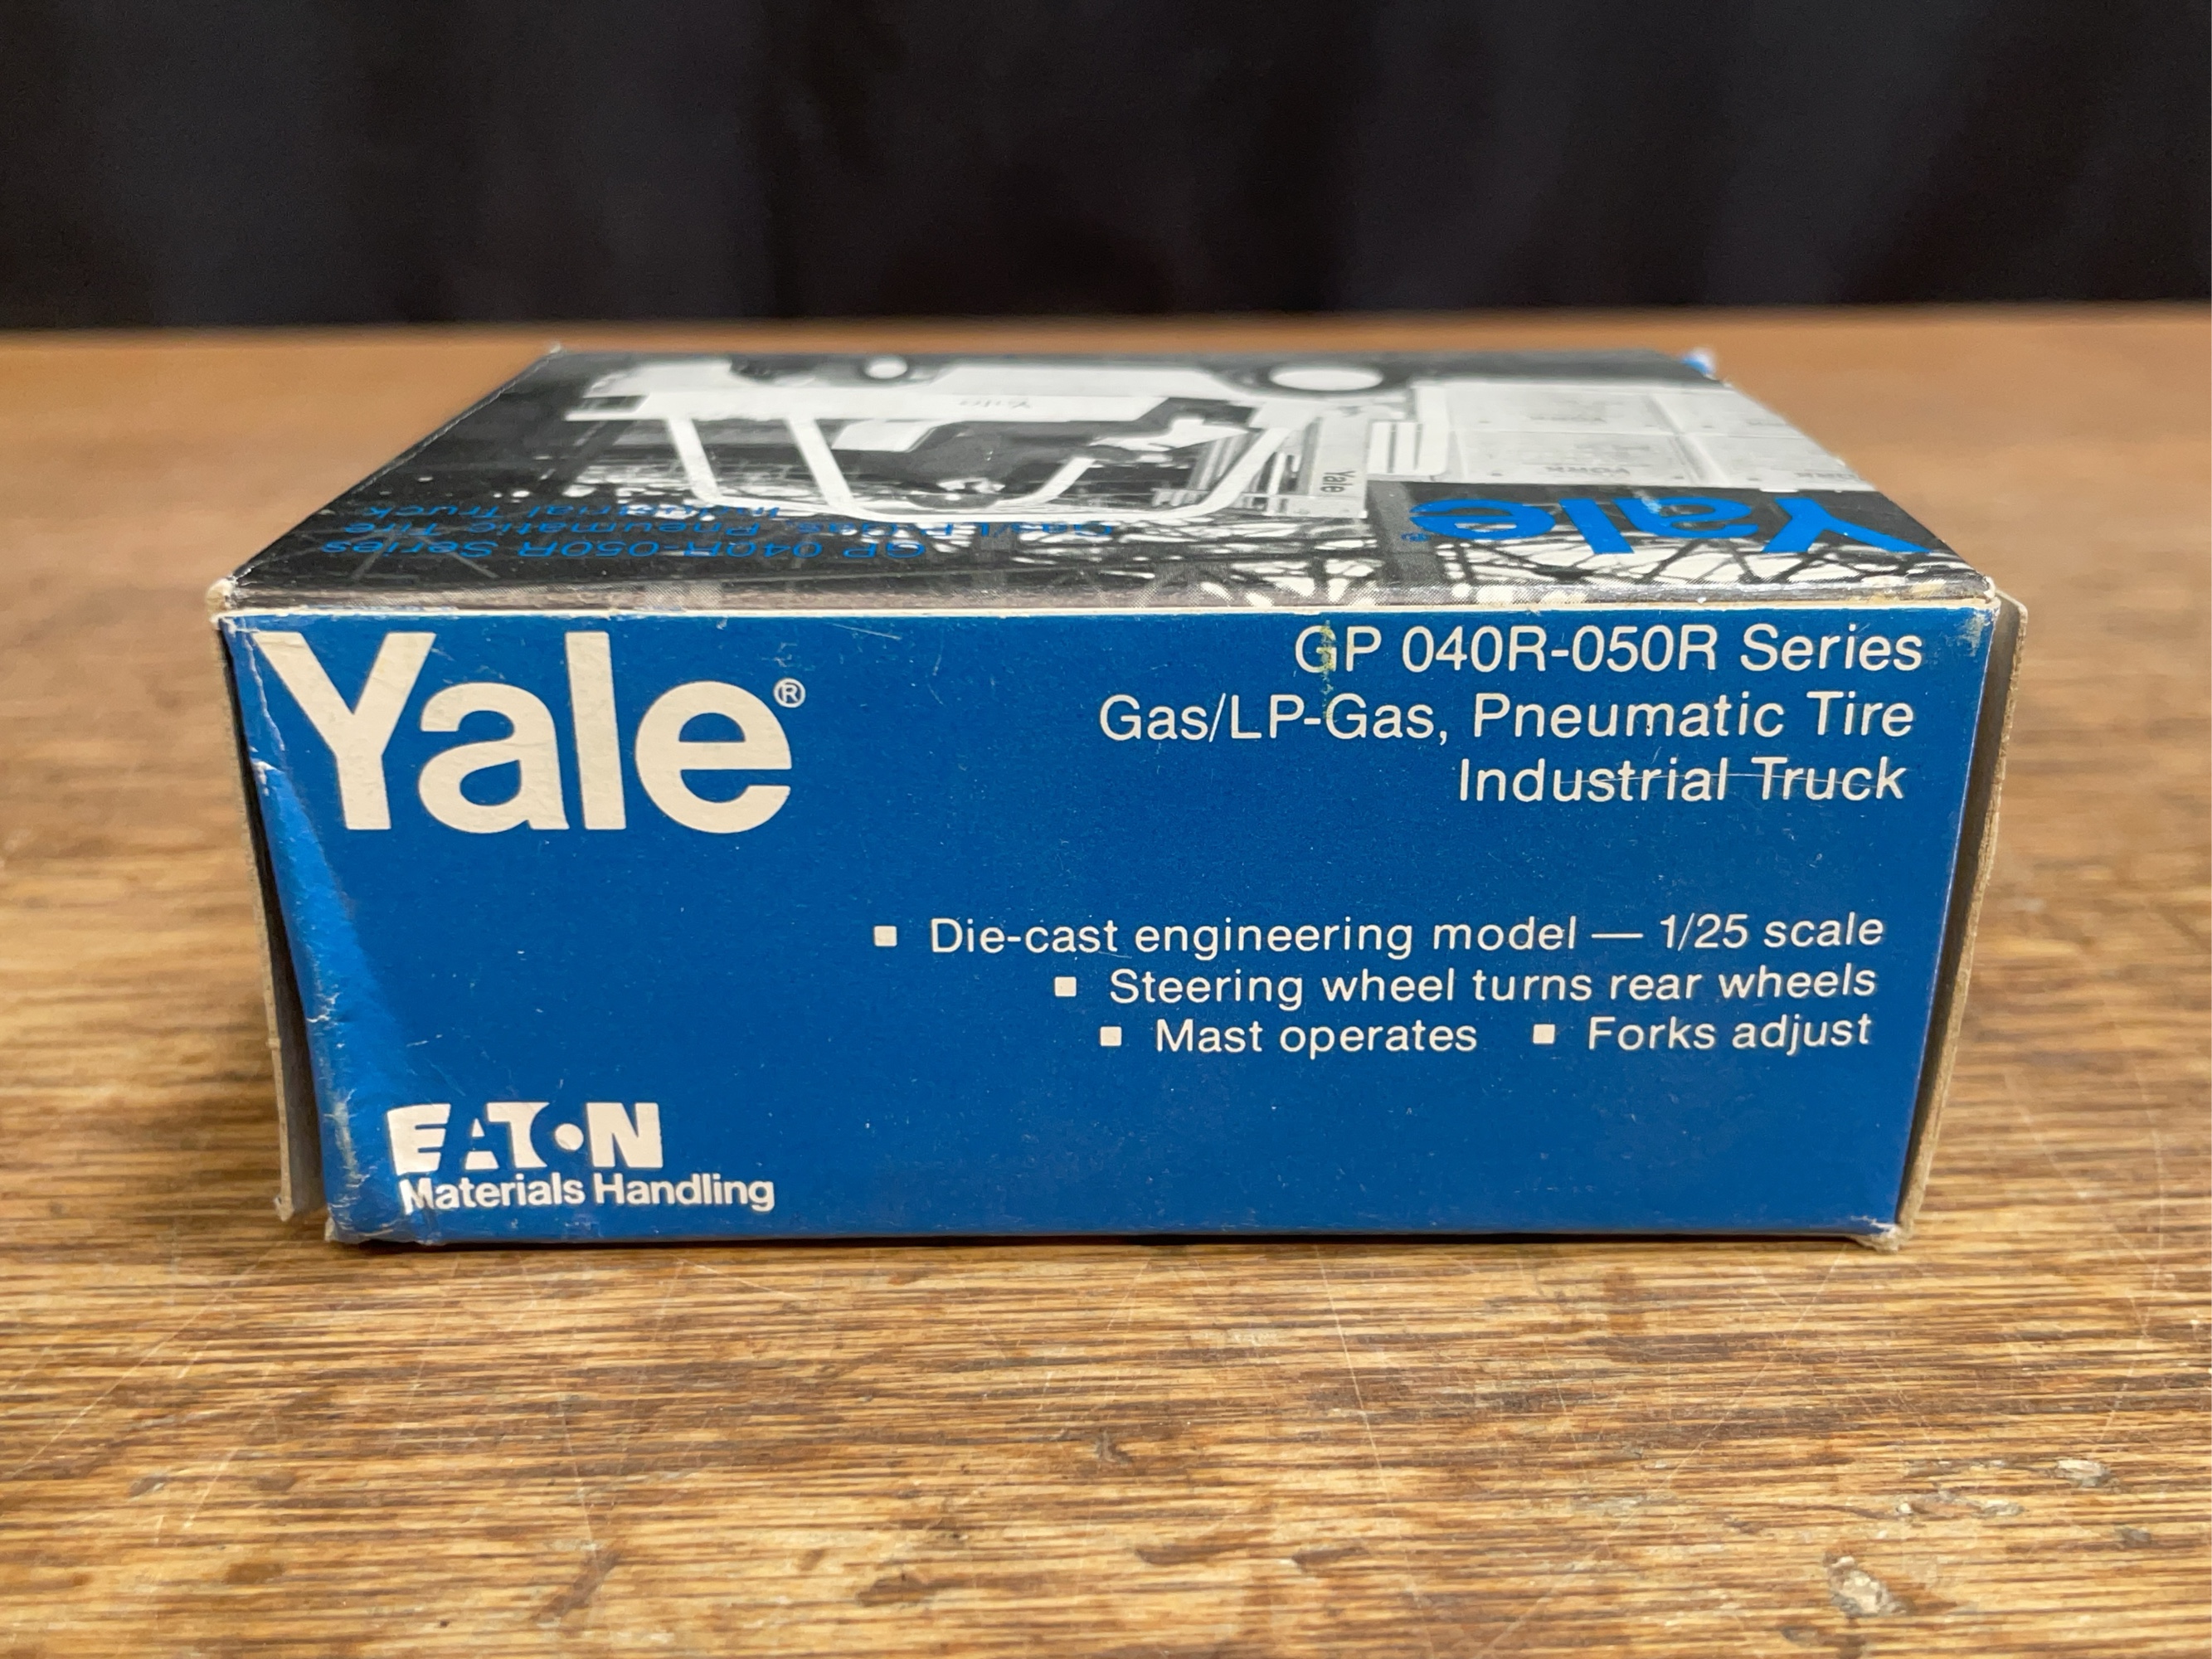 Yale
GP 040R-050R Series
Gas/LP-Gas, Pneumatic Tire
Industrial Truck
Yale
Yale®
GP 040R-050R Series
Gas/LP-Gas, Pneumatic Tire
Industrial Truck
Yale®
▪ Die-cast engineering model — 1/25 scale
▪ Steering wheel turns rear wheels
▪ Mast operates ▪ Forks adjust
EATON
Materials Handling